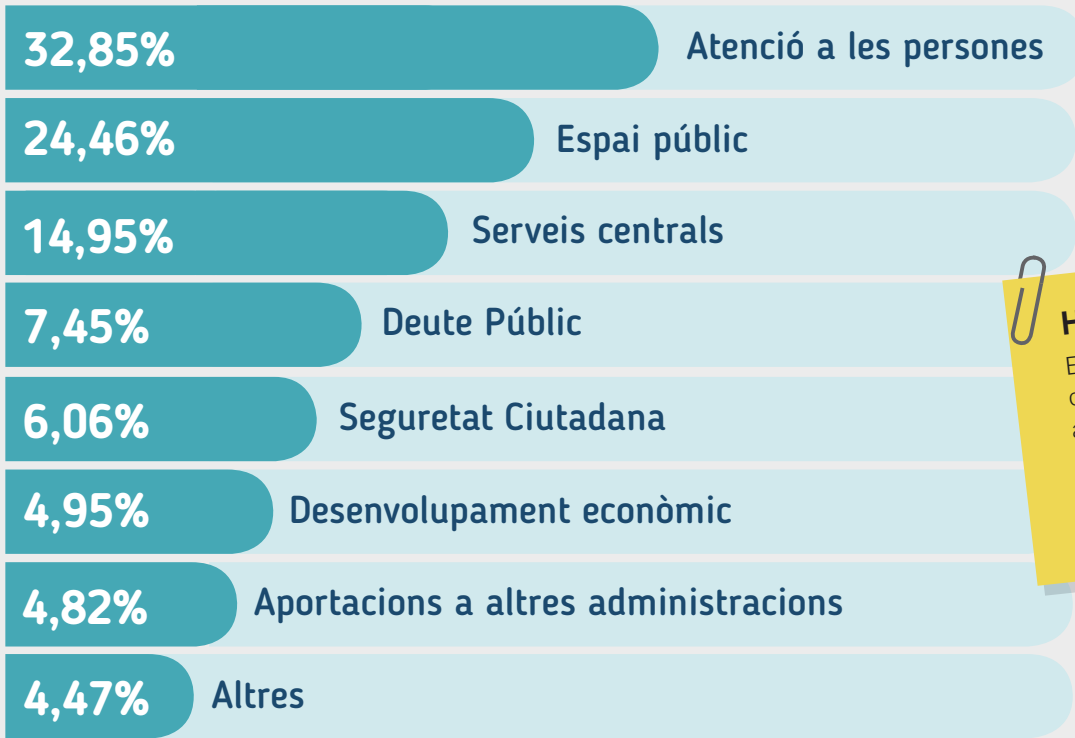 32,85% Atenció a les persones
24,46% Espai públic
14,95% Serveis centrals
7,45% Deute Públic
6,06% Seguretat Ciutadana
4,95% Desenvolupament econòmic
4,82% Aportacions a altres administracions
4,47% Altres